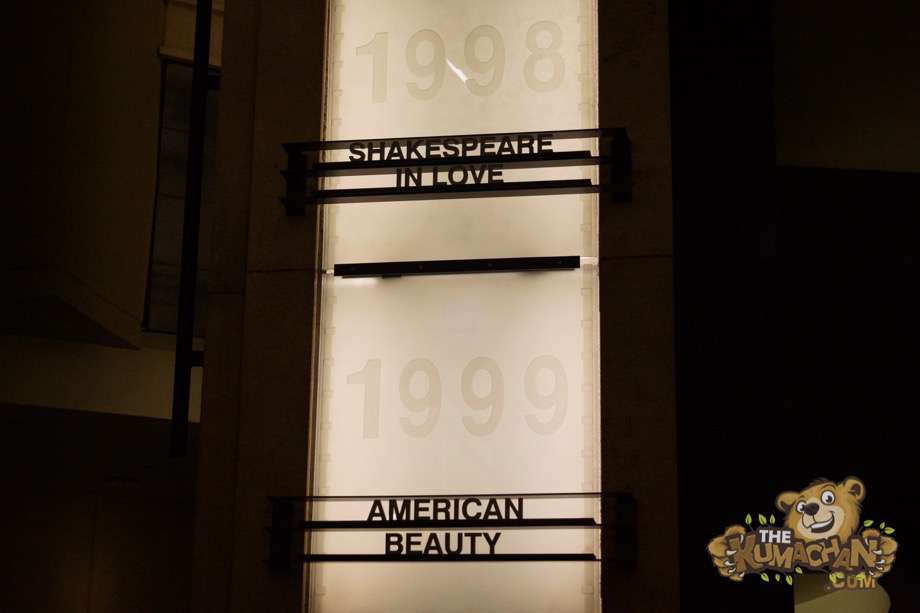 1998
SHAKESPEARE
IN LOVE
1999
AMERICAN
BEAUTY
THE
KUMACHAN
.COM